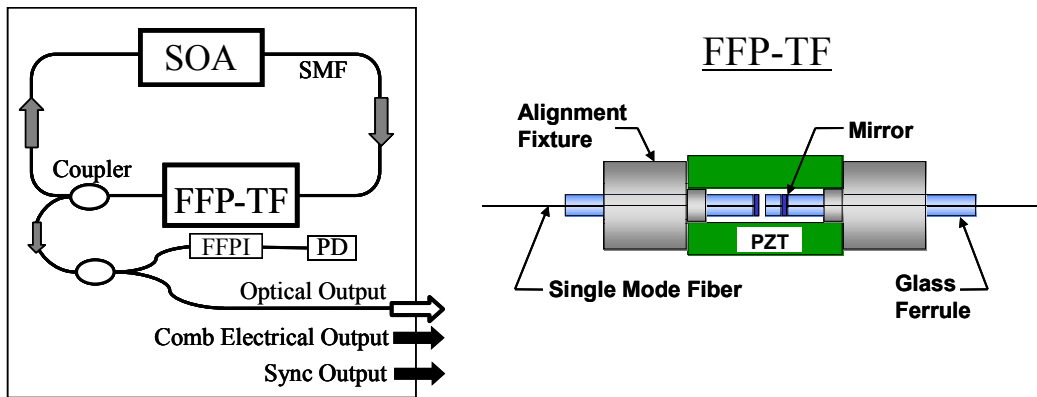 SOA
SMF
Coupler
FFP-TF
FFPI
PD
Optical Output
Comb Electrical Output
Sync Output
FFP-TF
Alignment
Fixture
Mirror
PZT
Single Mode Fiber
Glass
Ferrule